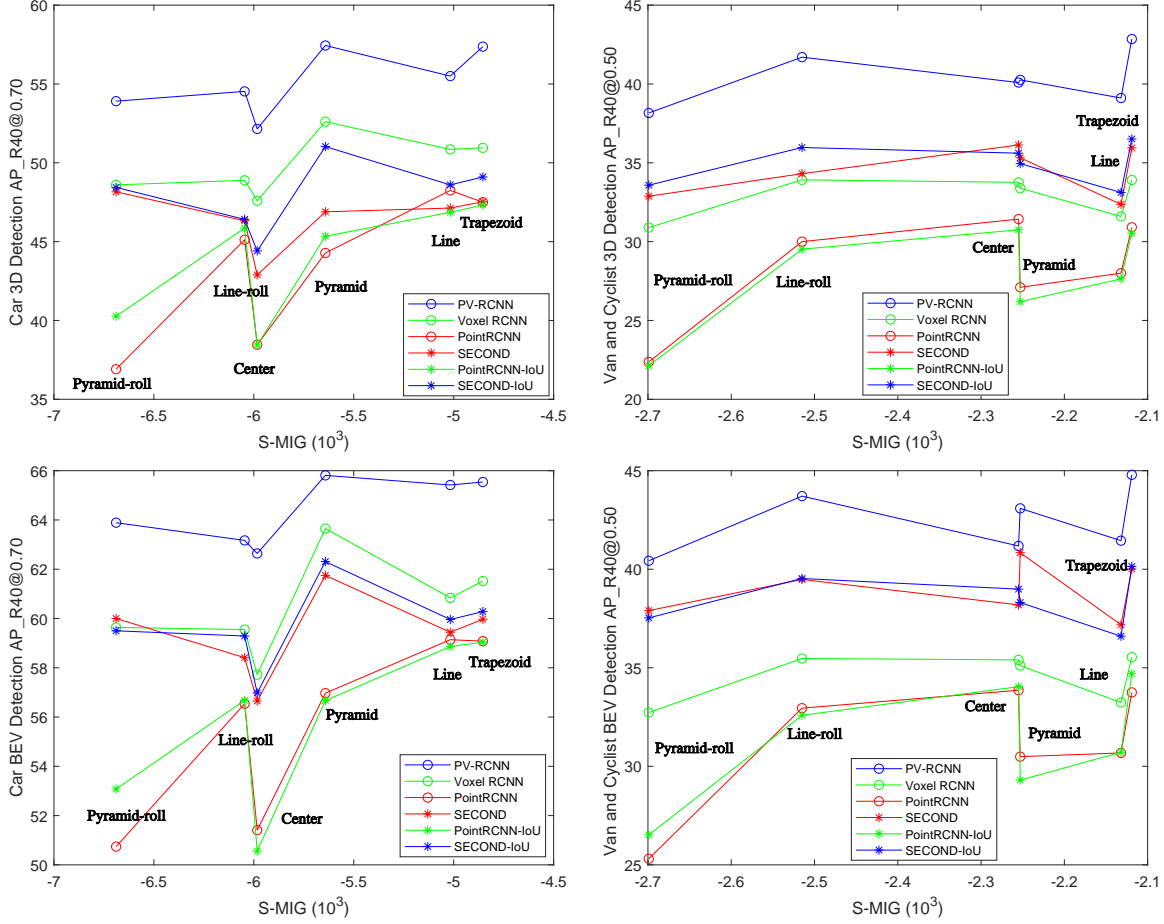 60
55
50
45
40
35
Car 3D Detection AP_R40@0.70
Pyramid-roll
Line-roll
Center
Pyramid
Line
Trapezoid
PV-RCNN
Voxel RCNN
PointRCNN
SECOND
PointRCNN-IoU
SECOND-IoU
-7 -6.5 -6 -5.5 -5 -4.5
S-MIG (10^3)
45
40
35
30
25
20
Van and Cyclist 3D Detection AP_R40@0.50
Trapezoid
Line
Center
Pyramid
Pyramid-roll
Line-roll
PV-RCNN
Voxel RCNN
PointRCNN
SECOND
PointRCNN-IoU
SECOND-IoU
-2.7 -2.6 -2.5 -2.4 -2.3 -2.2 -2.1
S-MIG (10^3)
66
64
62
60
58
56
54
52
50
Car BEV Detection AP_R40@0.70
Line
Trapezoid
Pyramid
Line-roll
Pyramid-roll
Center
PV-RCNN
Voxel RCNN
PointRCNN
SECOND
PointRCNN-IoU
SECOND-IoU
-7 -6.5 -6 -5.5 -5 -4.5
S-MIG (10^3)
45
40
35
30
25
Van and Cyclist BEV Detection AP_R40@0.50
Trapezoid
Line
Center
Pyramid
Pyramid-roll
Line-roll
PV-RCNN
Voxel RCNN
PointRCNN
SECOND
PointRCNN-IoU
SECOND-IoU
-2.7 -2.6 -2.5 -2.4 -2.3 -2.2 -2.1
S-MIG (10^3)